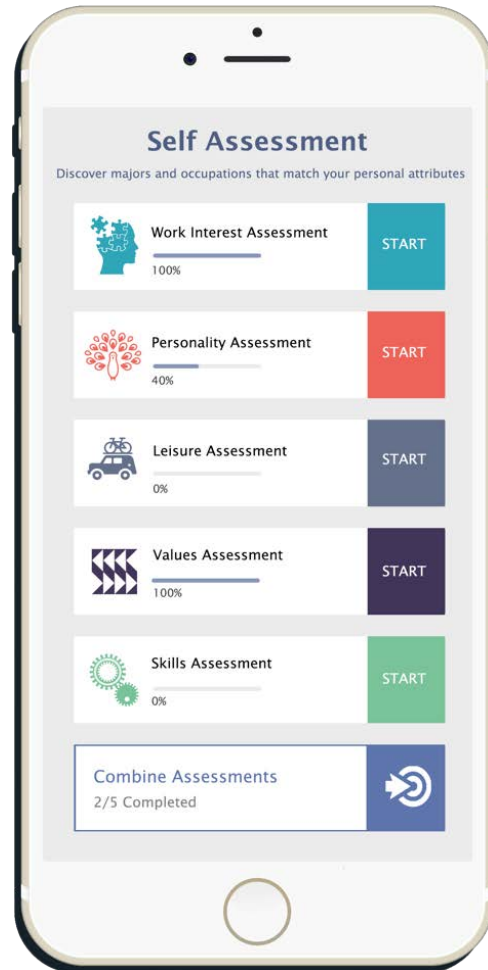 Self Assessment
Discover majors and occupations that match your personal attributes
Work Interest Assessment
START
100%
Personality Assessment
START
40%
Leisure Assessment
START
0%
Values Assessment
START
100%
Skills Assessment
START
0%
Combine Assessments
2/5 Completed